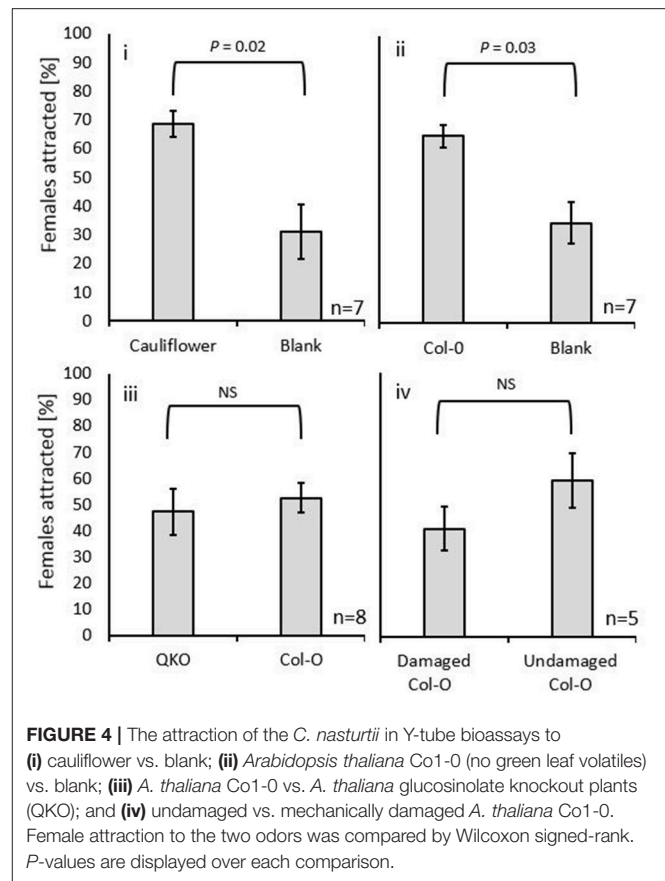 100
90
80
70
60
50
40
30
20
10
0
Females attracted [%]
i
P = 0.02
n=7
Cauliflower Blank
ii
P = 0.03
n=7
Col-0 Blank
100
90
80
70
60
50
40
30
20
10
0
Females attracted [%]
iii
NS
n=8
QKO Col-O
iv
NS
n=5
Damaged Undamaged
Col-O Col-O
FIGURE 4 | The attraction of the C. nasturtii in Y-tube bioassays to
(i) cauliflower vs. blank; (ii) Arabidopsis thaliana Co1-0 (no green leaf volatiles)
vs. blank; (iii) A. thaliana Co1-0 vs. A. thaliana glucosinolate knockout plants
(QKO); and (iv) undamaged vs. mechanically damaged A. thaliana Co1-0.
Female attraction to the two odors was compared by Wilcoxon signed-rank.
P-values are displayed over each comparison.